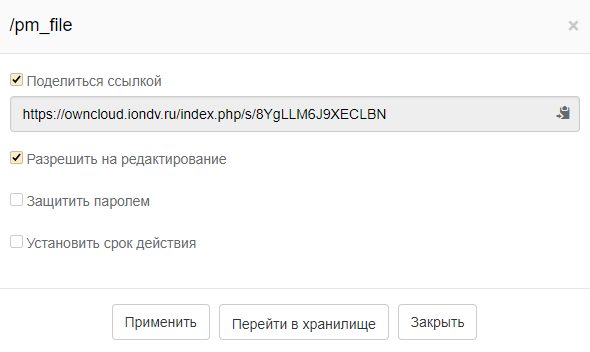 /pm_file
×
Поделиться ссылкой
https://owncloud.iondv.ru/index.php/s/8YgLLM6J9XECLBN
Разрешить на редактирование
Защитить паролем
Установить срок действия
Применить Перейти в хранилище Закрыть